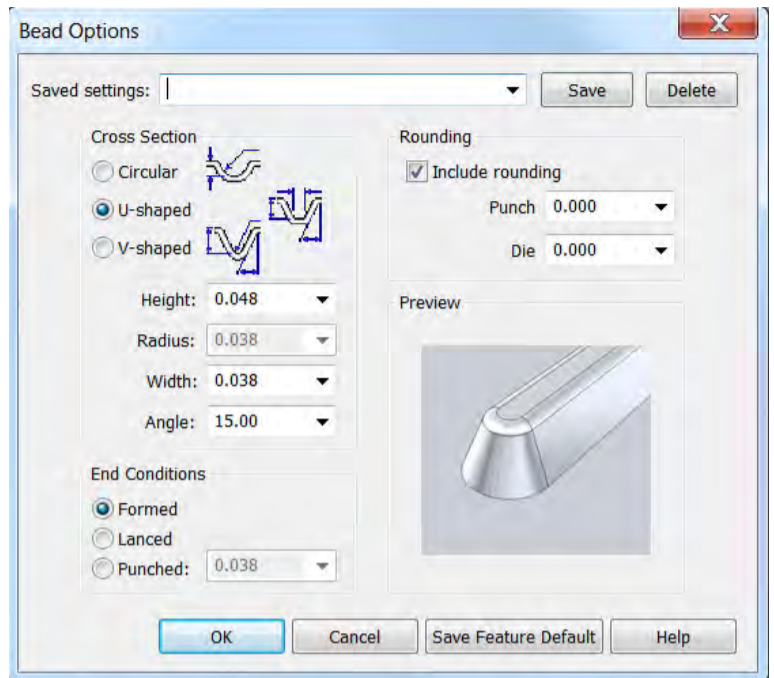 Bead Options
Saved settings:
Save
Delete
Cross Section
Circular
U-shaped
V-shaped
Height: 0.048
Radius: 0.038
Width: 0.038
Angle: 15.00
End Conditions
Formed
Lanced
Punched: 0.038
Rounding
Include rounding
Punch 0.000
Die 0.000
Preview
OK
Cancel
Save Feature Default
Help